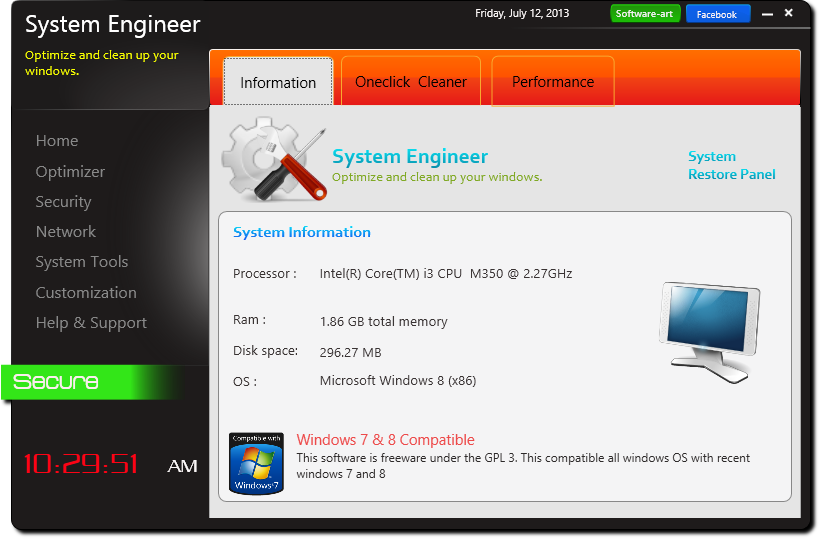 System Engineer
Optimize and clean up your
windows.
Friday, July 12, 2013
Software-art
Facebook
Information
Oneclick Cleaner
Performance
Home
Optimizer
Security
Network
System Tools
Customization
Help & Support
Secure
10:29:51 AM
System Engineer
Optimize and clean up your windows.
System
Restore Panel
System Information
Processor : Intel(R) Core(TM) i3 CPU M350 @ 2.27GHz
Ram : 1.86 GB total memory
Disk space: 296.27 MB
OS : Microsoft Windows 8 (x86)
Compatible with
Windows 7
Windows 7 & 8 Compatible
This software is freeware under the GPL 3. This compatible all windows OS with recent
windows 7 and 8